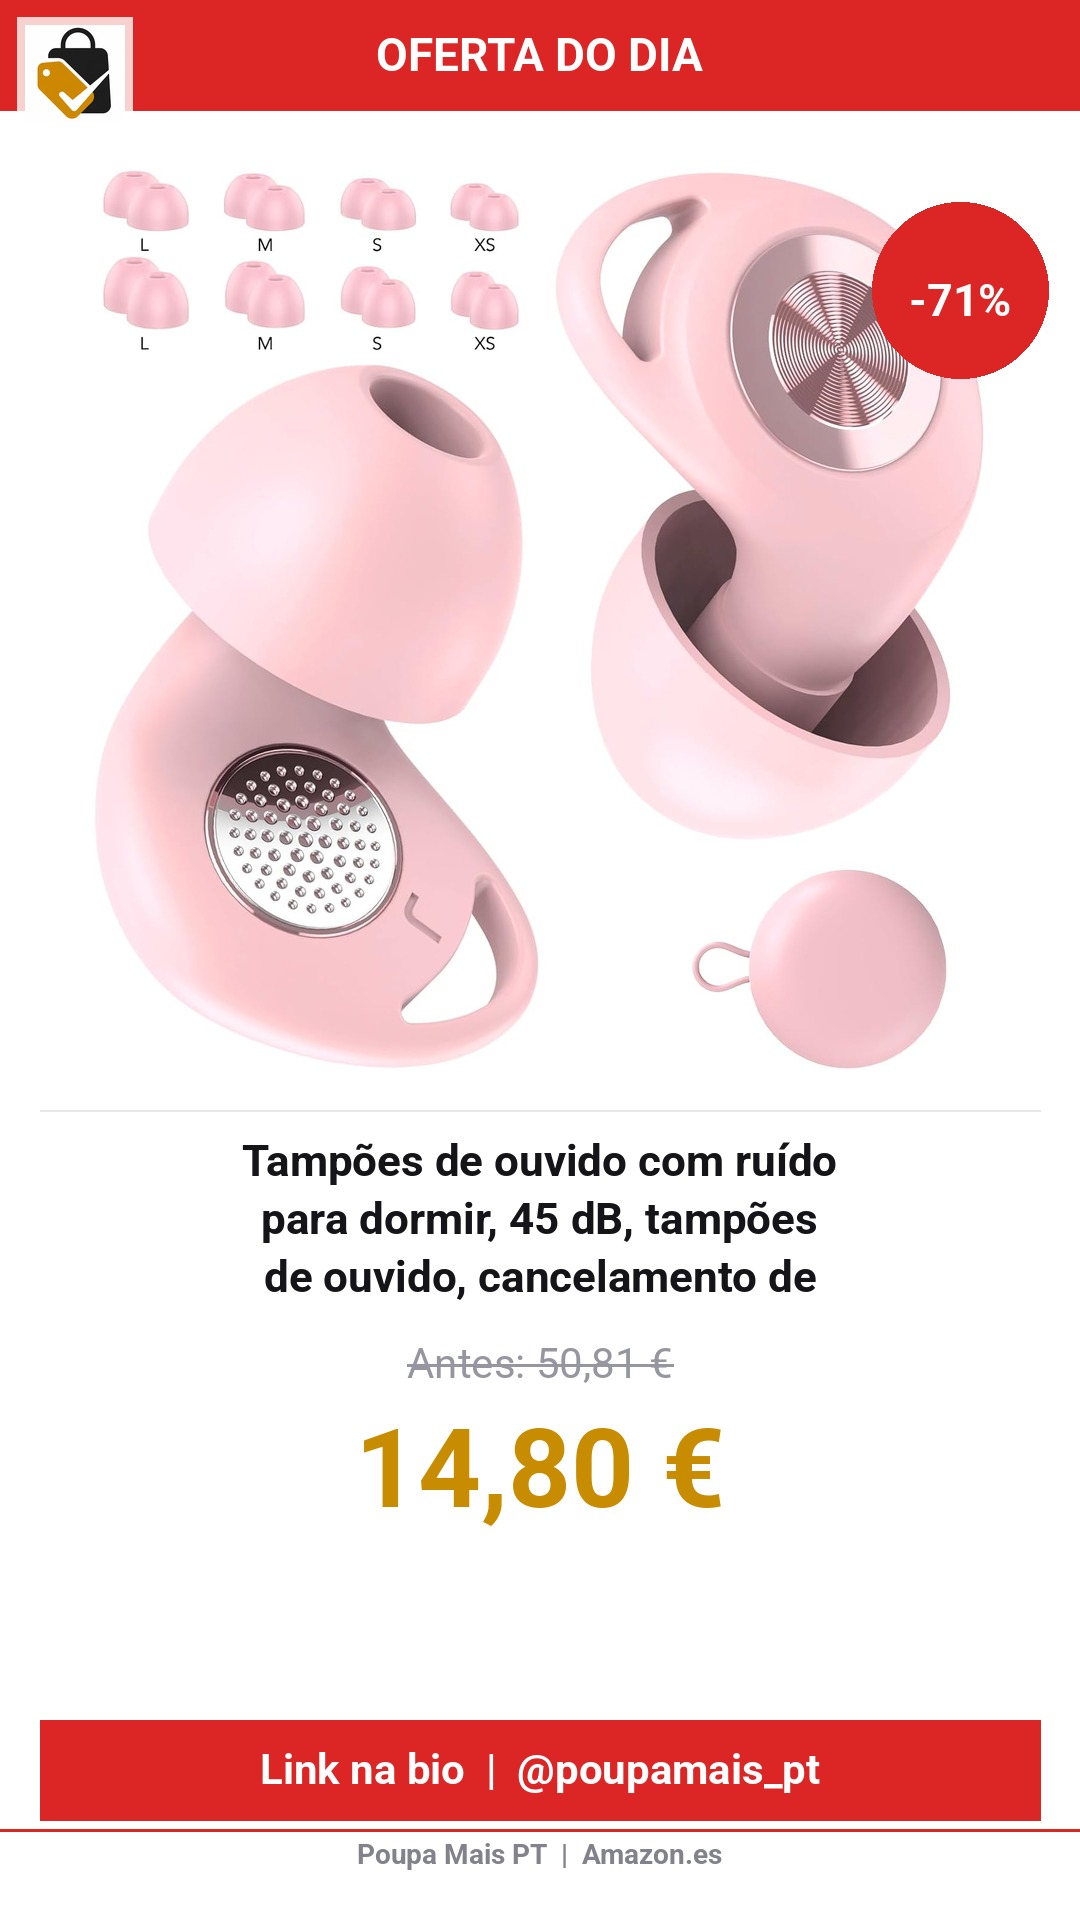 OFERTA DO DIA
L M S XS
L M S XS
-71%
Tampões de ouvido com ruído
para dormir, 45 dB, tampões
de ouvido, cancelamento de
Antes: 50,81 €
14,80 €
Link na bio | @poupamais_pt
Poupa Mais PT | Amazon.es